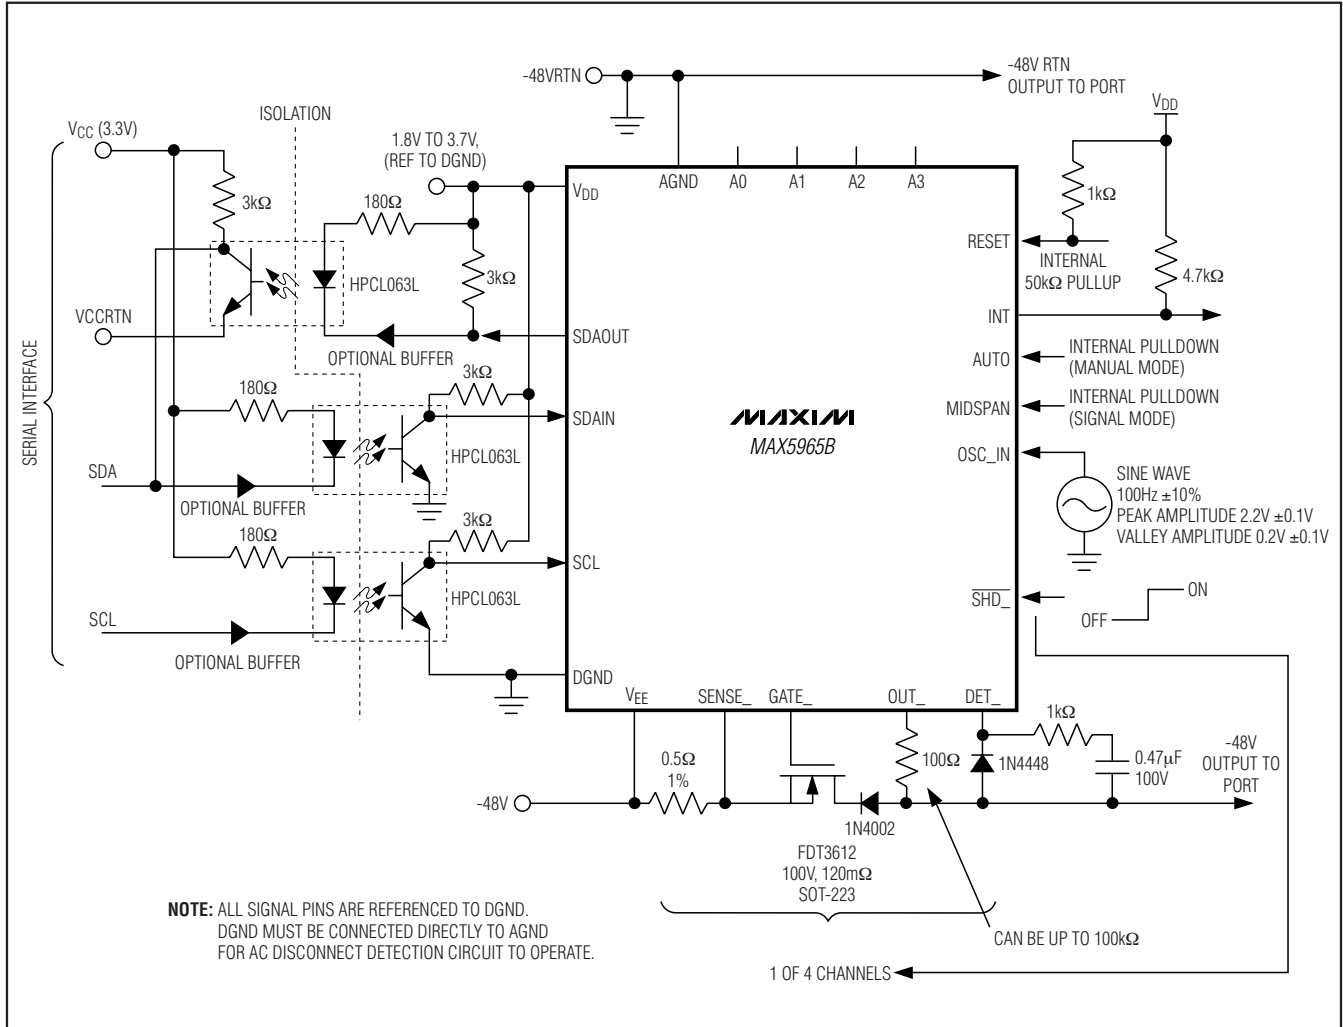 -48VRTN
-48V RTN
OUTPUT TO PORT
VDD
ISOLATION
VCC (3.3V)
1.8V TO 3.7V,
(REF TO DGND)
3kΩ
180Ω
HPCL063L
3kΩ
VCCRTN
OPTIONAL BUFFER
SERIAL INTERFACE
180Ω
3kΩ
HPCL063L
SDA
OPTIONAL BUFFER
180Ω
3kΩ
HPCL063L
SCL
OPTIONAL BUFFER
VDD
AGND
A0
A1
A2
A3
SDAOUT
SDAIN
SCL
DGND
MAXIM
MAX5965B
RESET
INT
AUTO
MIDSPAN
OSC_IN
SHD_
VEE
SENSE_
GATE_
OUT_
DET_
1kΩ
INTERNAL
50kΩ PULLUP
4.7kΩ
INTERNAL PULLDOWN
(MANUAL MODE)
INTERNAL PULLDOWN
(SIGNAL MODE)
SINE WAVE
100Hz ±10%
PEAK AMPLITUDE 2.2V ±0.1V
VALLEY AMPLITUDE 0.2V ±0.1V
ON
OFF
-48V
0.5Ω
1%
1N4002
FDT3612
100V, 120mΩ
SOT-223
100Ω
1N4448
1kΩ
0.47μF
100V
-48V
OUTPUT TO
PORT
CAN BE UP TO 100kΩ
1 OF 4 CHANNELS
NOTE: ALL SIGNAL PINS ARE REFERENCED TO DGND.
DGND MUST BE CONNECTED DIRECTLY TO AGND
FOR AC DISCONNECT DETECTION CIRCUIT TO OPERATE.